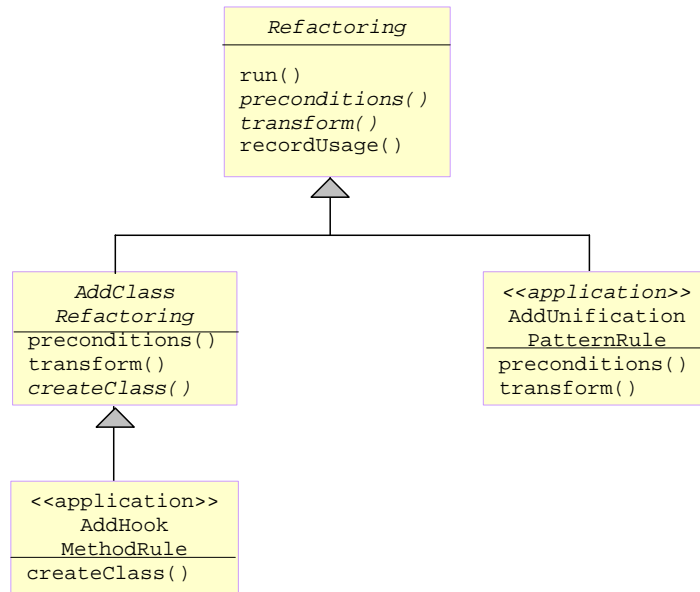 Refactoring
run()
preconditions()
transform()
recordUsage()
AddClass
Refactoring
preconditions()
transform()
createClass()
<<application>>
AddUnification
PatternRule
preconditions()
transform()
<<application>>
AddHook
MethodRule
createClass()